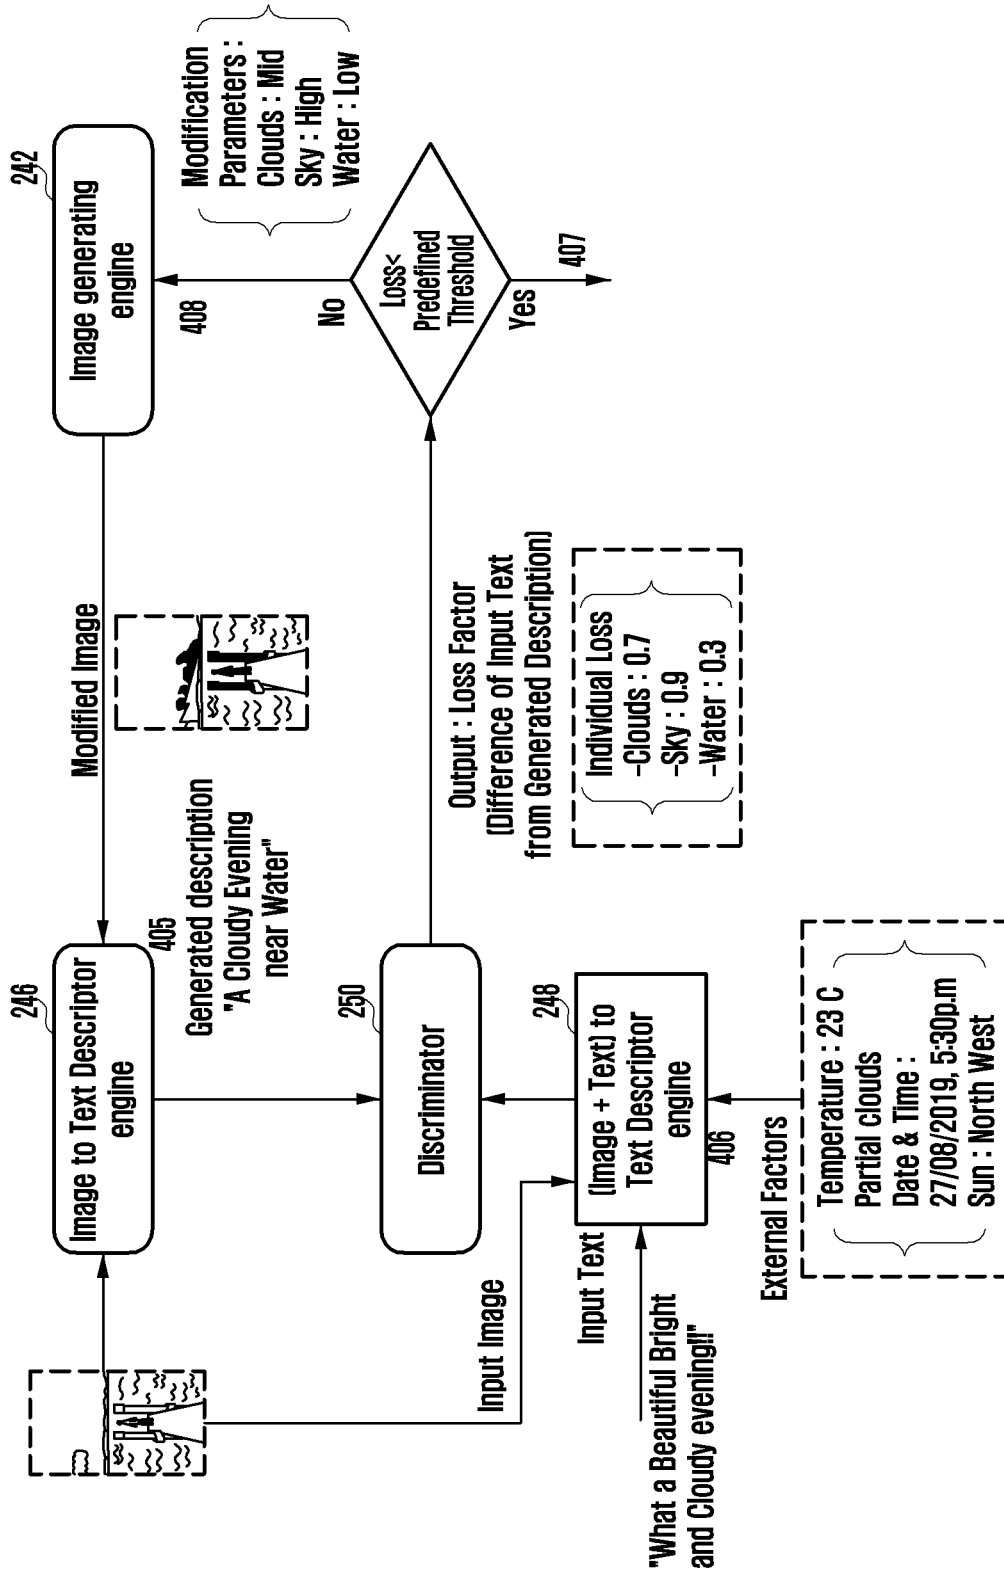 246
Image to Text Descriptor
engine
405
Generated description
"A Cloudy Evening
near Water"
Modified Image
242
Image generating
engine
408
Modification
Parameters :
Clouds : Mid
Sky : High
Water : Low
No
Loss<
Predefined
Threshold
Yes
407
250
Discriminator
Output : Loss Factor
(Difference of Input Text
from Generated Description)
Individual Loss
-Clouds : 0.7
-Sky : 0.9
-Water : 0.3
Input Image
248
(Image + Text) to
Text Descriptor
engine
406
Input Text
"What a Beautiful Bright
and Cloudy evening!!"
External Factors
Temperature : 23 C
Partial clouds
Date & Time :
27/08/2019, 5:30p.m
Sun : North West